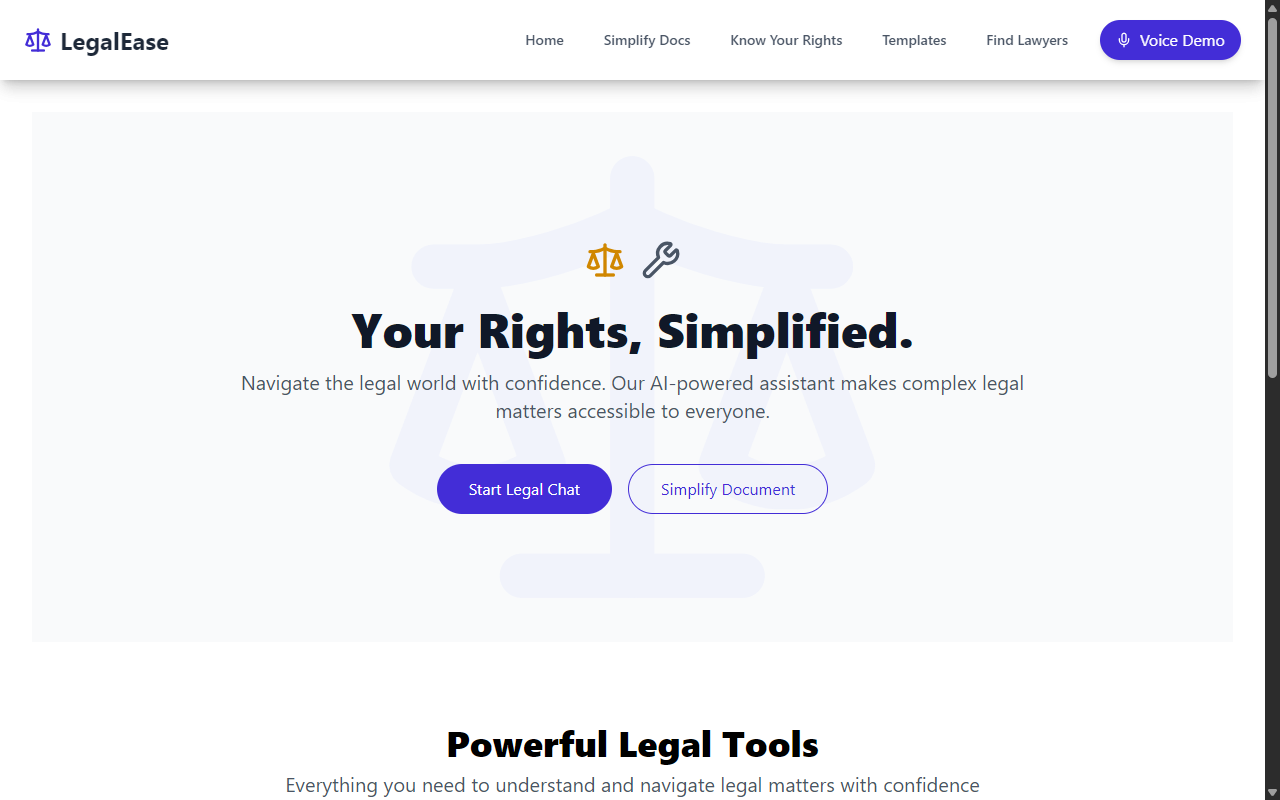 LegalEase
Home
Simplify Docs
Know Your Rights
Templates
Find Lawyers
Voice Demo
Your Rights, Simplified.
Navigate the legal world with confidence. Our AI-powered assistant makes complex legal
matters accessible to everyone.
Start Legal Chat
Simplify Document
Powerful Legal Tools
Everything you need to understand and navigate legal matters with confidence